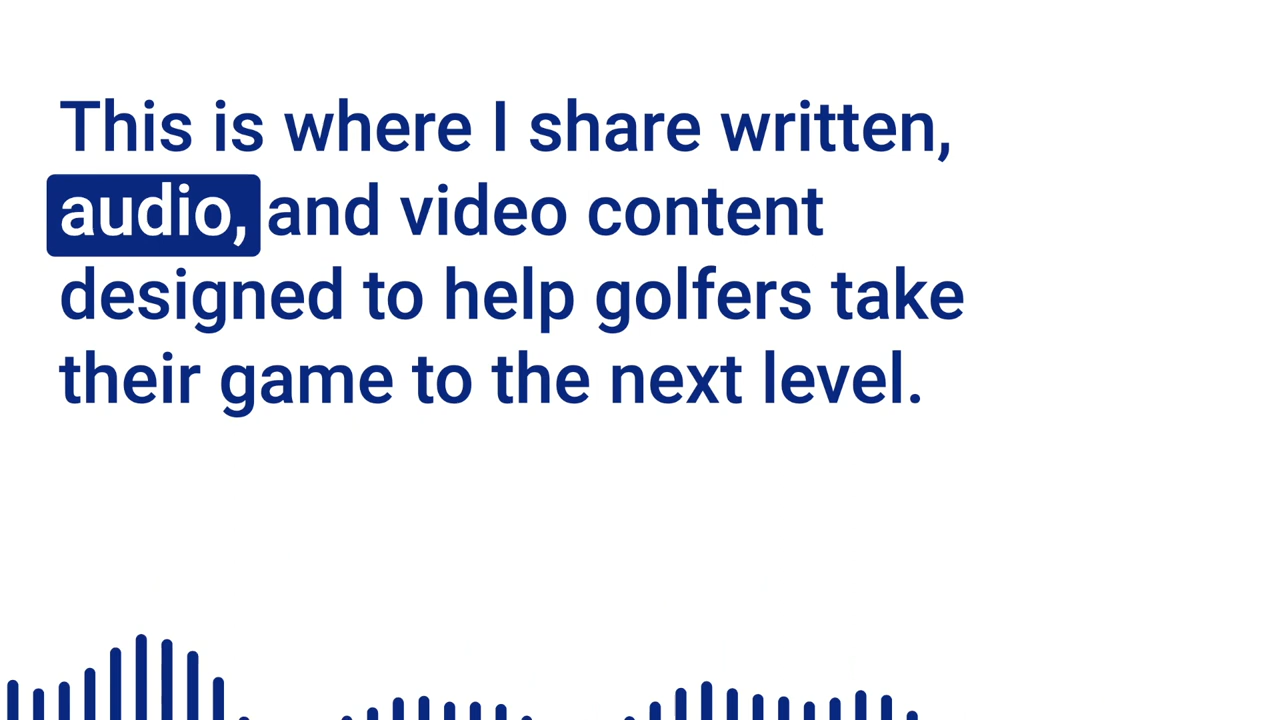 This is where I share written,
audio, and video content
designed to help golfers take
their game to the next level.